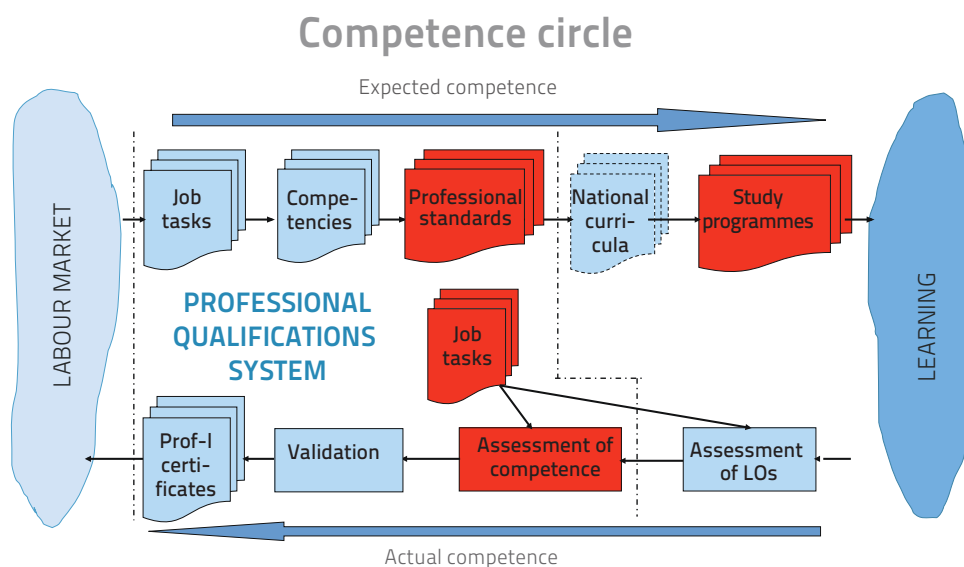 Competence circle
Expected competence
LABOUR MARKET
Job
tasks
Compe-
tencies
Professional
standards
National
curri-
cula
Study
programmes
LEARNING
PROFESSIONAL
QUALIFICATIONS
SYSTEM
Job
tasks
Prof-l
certi-
ficates
Validation
Assessment of
competence
Assessment
of LOs
Actual competence